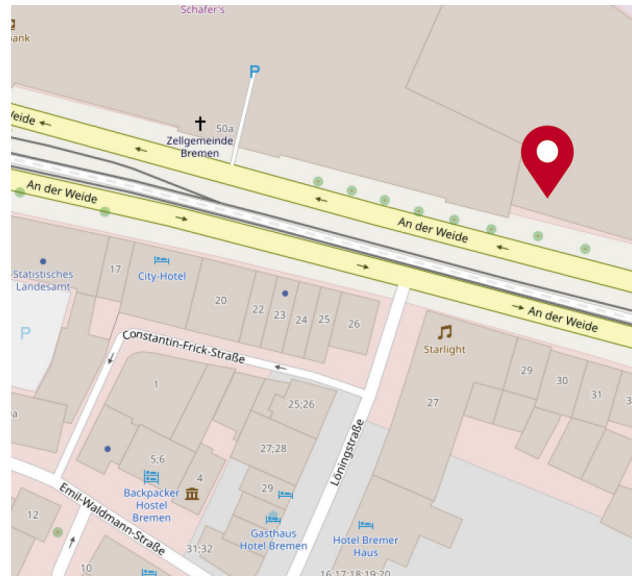 Schäfer's
ank
50a
Zellgemeinde
Bremen
Weide
An der Weide
An der Weide
An der Weide
17
City-Hotel
Statistisches
Landesamt
20
22
23
24
25
26
P
P
Starlight
Constantin-Frick-Straße
1
29
30
31
3
27
25;26
Löningstraße
27;28
5;6
4
29
Backpacker
Hostel
Bremen
Emil-Waldmann-Straße
12
Gasthaus
Hotel Bremen
Hotel Bremer
Haus
31;32
10
16;17;18;19;20